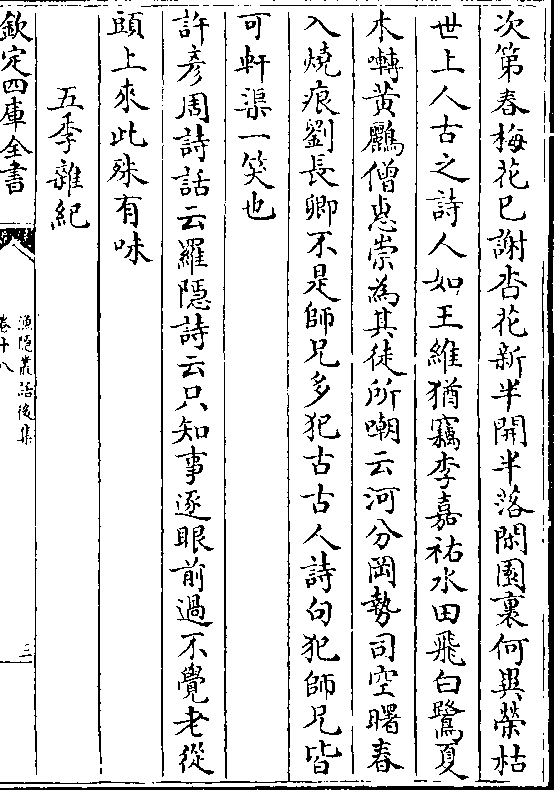 次第春梅花已謝杏花新半開半落閑園裏何異榮枯
世上人古之詩人如王維猶竊李嘉祐水田飛白鷺夏
木囀黄鸝僧惠崇為其徒所嘲云河分岡勢司空曙春
入燒痕劉長卿不是師兄多犯古古人詩句犯師兄皆
可軒渠一笑也
許彦周詩話云羅隱詩云只知事逐眼前過不覺老從
頭上來此殊有味
五季雜紀
欽定四庫全書
漁隱叢話後集
卷十八
三